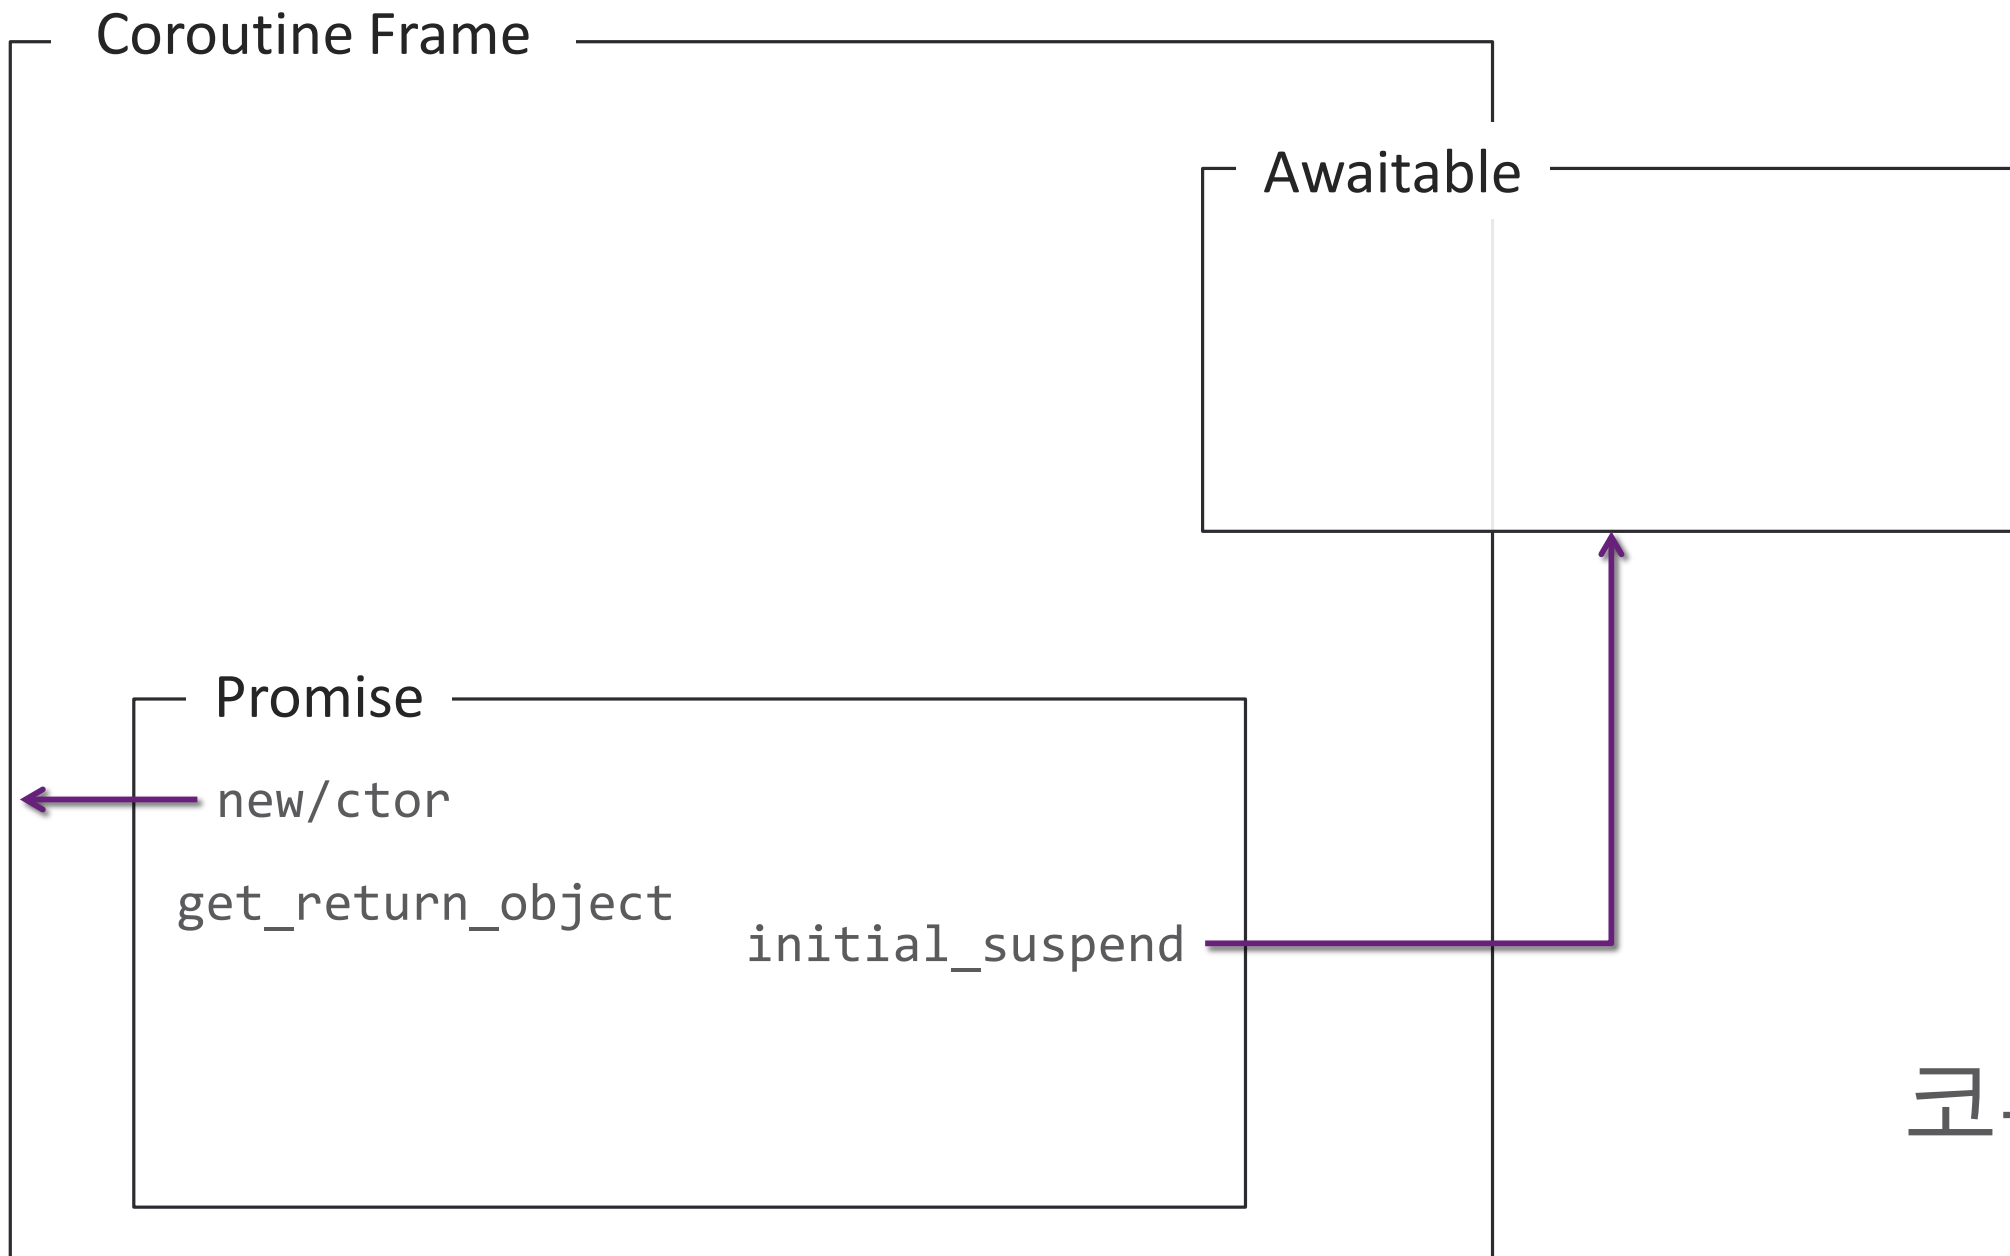 Coroutine Frame
Awaitable
Promise
new/ctor
get_return_object
initial_suspend